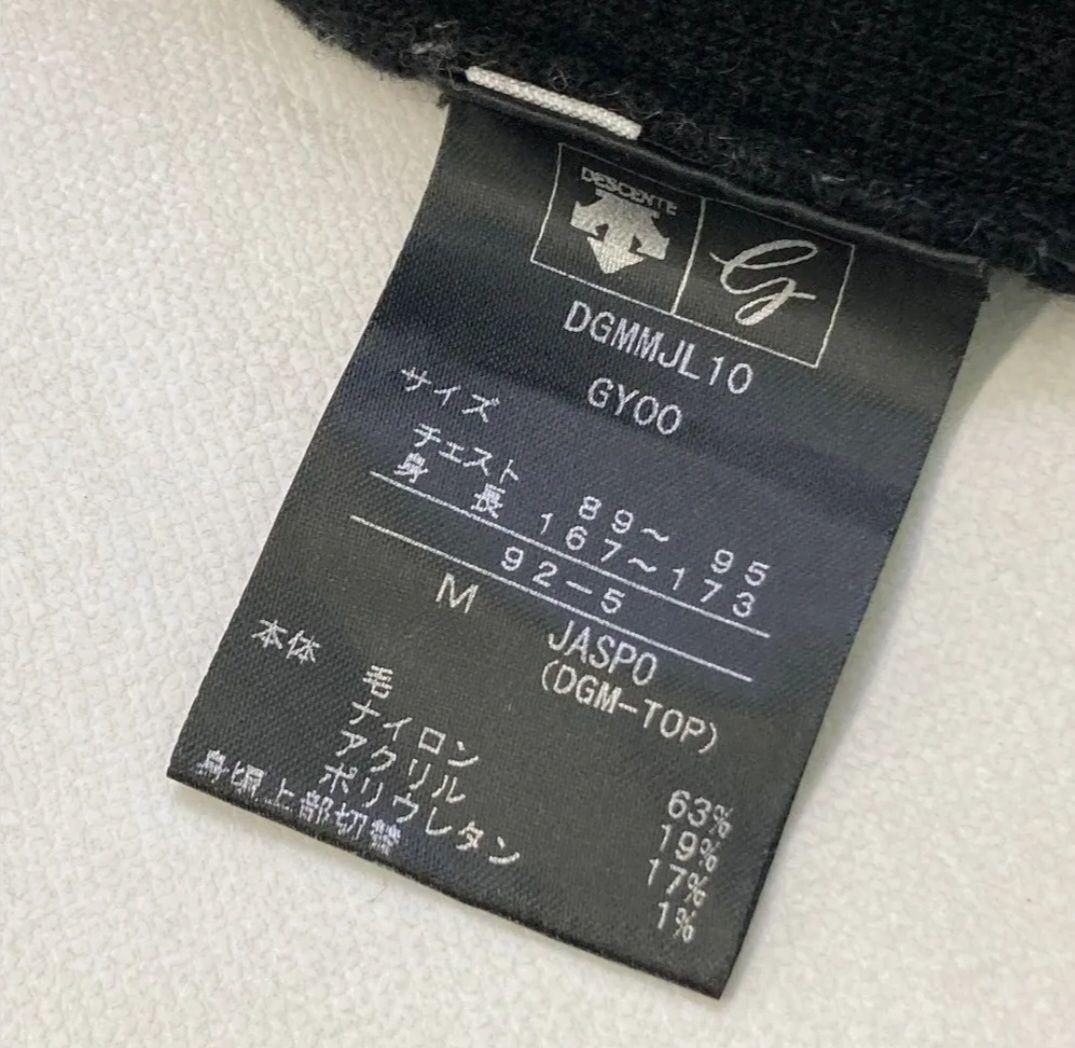 DESCENTE
G
DGMMJL10
GY00
サイズ
チェスト 89〜 95
身 長 167〜173
92-5
M JASPO
(DGM-TOP)
本体
毛 63%
ナイロン 19%
アクリル 17%
ポリウレタン 1%
身頃上部切替